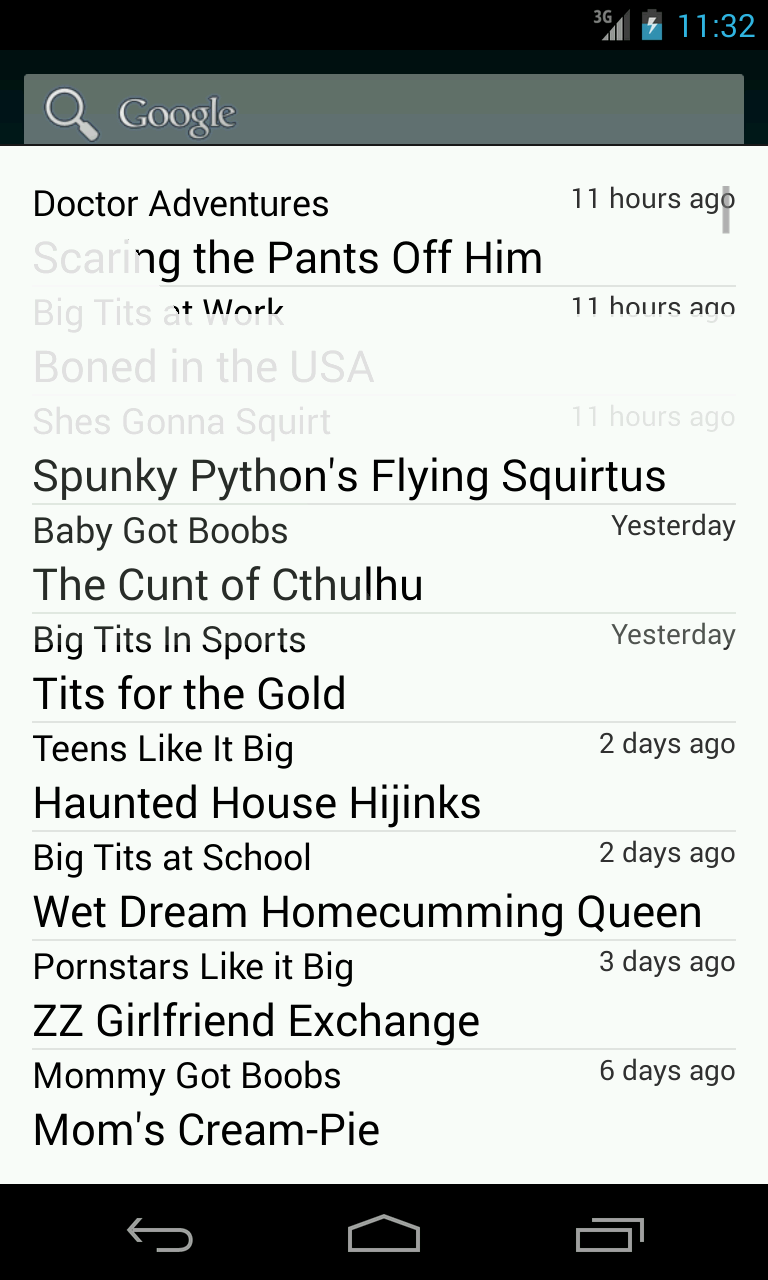 3G 11:32
Google
Doctor Adventures 11 hours ago
Scaring the Pants Off Him
Big Tits at Work 11 hours ago
Boned in the USA
Shes Gonna Squirt 11 hours ago
Spunky Python's Flying Squirtus
Baby Got Boobs Yesterday
The Cunt of Cthulhu
Big Tits In Sports Yesterday
Tits for the Gold
Teens Like It Big 2 days ago
Haunted House Hijinks
Big Tits at School 2 days ago
Wet Dream Homecumming Queen
Pornstars Like it Big 3 days ago
ZZ Girlfriend Exchange
Mommy Got Boobs 6 days ago
Mom's Cream-Pie